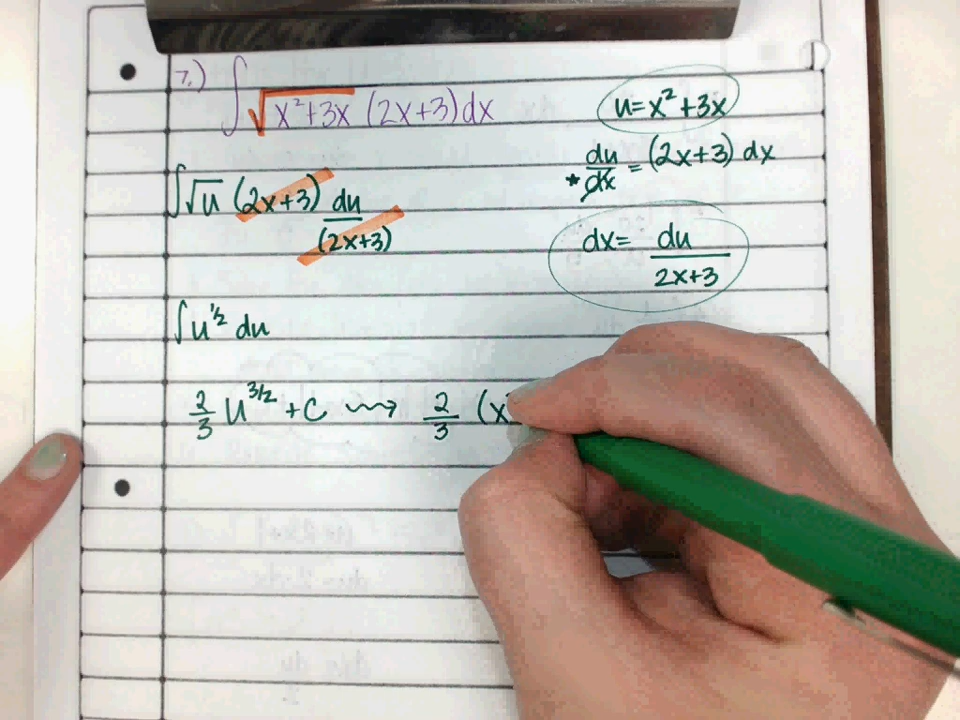 7.) ∫ √x²+3x (2x+3) dx
u=x²+3x
du/dx = (2x+3) dx
*
∫√u (2x+3) du/(2x+3)
dx= du/2x+3
∫u^½ du
2/3 u^3/2 + C ⇝ 2/3 (x